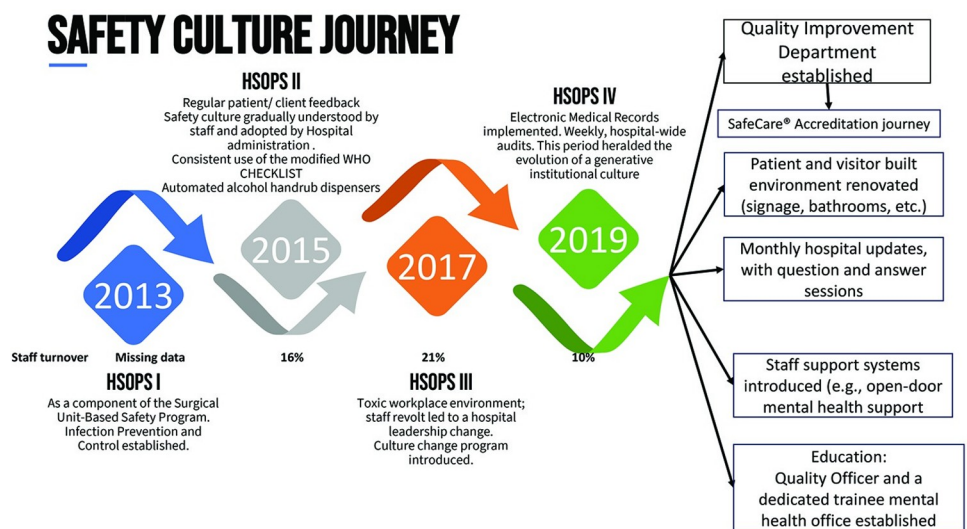 SAFETY CULTURE JOURNEY
HSOPS II
Regular patient/ client feedback
Safety culture gradually understood by
staff and adopted by Hospital
administration .
Consistent use of the modified WHO
CHECKLIST
Automated alcohol handrub dispensers
HSOPS IV
Electronic Medical Records
implemented. Weekly, hospital-wide
audits. This period heralded the
evolution of a generative
institutional culture
2013
2015
2017
2019
Staff turnover
Missing data
16%
21%
10%
HSOPS I
As a component of the Surgical
Unit-Based Safety Program.
Infection Prevention and
Control established.
HSOPS III
Toxic workplace environment;
staff revolt led to a hospital
leadership change.
Culture change program
introduced.
Quality Improvement
Department
established
SafeCare® Accreditation journey
Patient and visitor built
environment renovated
(signage, bathrooms, etc.)
Monthly hospital updates,
with question and answer
sessions
Staff support systems
introduced (e.g., open-door
mental health support
Education:
Quality Officer and a
dedicated trainee mental
health office established